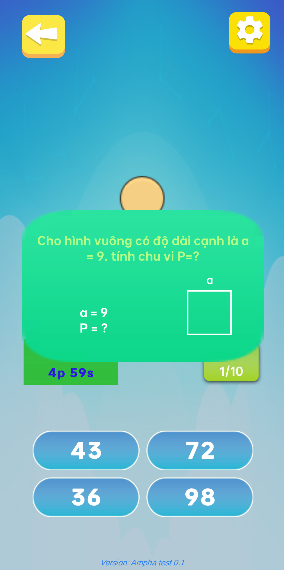 Cho hình vuông có độ dài cạnh là a
= 9. tính chu vi P=?
a
a = 9
P = ?
4p 59s
1/10
43
72
36
98
Version: Ampha test 0.1